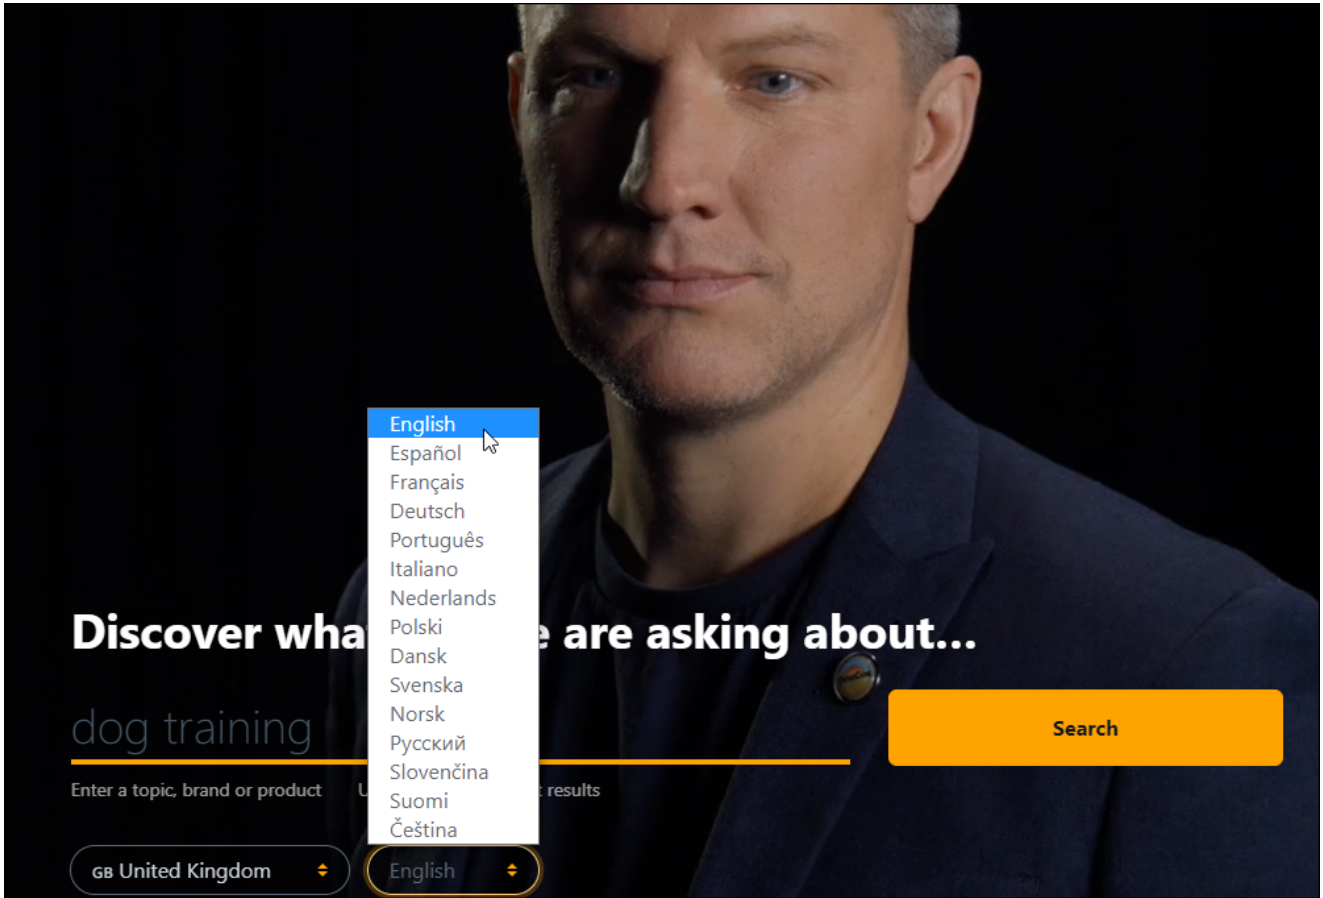 English
Español
Français
Deutsch
Português
Italiano
Nederlands
Polski
Dansk
Svenska
Norsk
Русский
Slovenčina
Suomi
Čeština
Discover are asking about...
dog training
Search
Enter a topic, brand or product results
GB United Kingdom
English